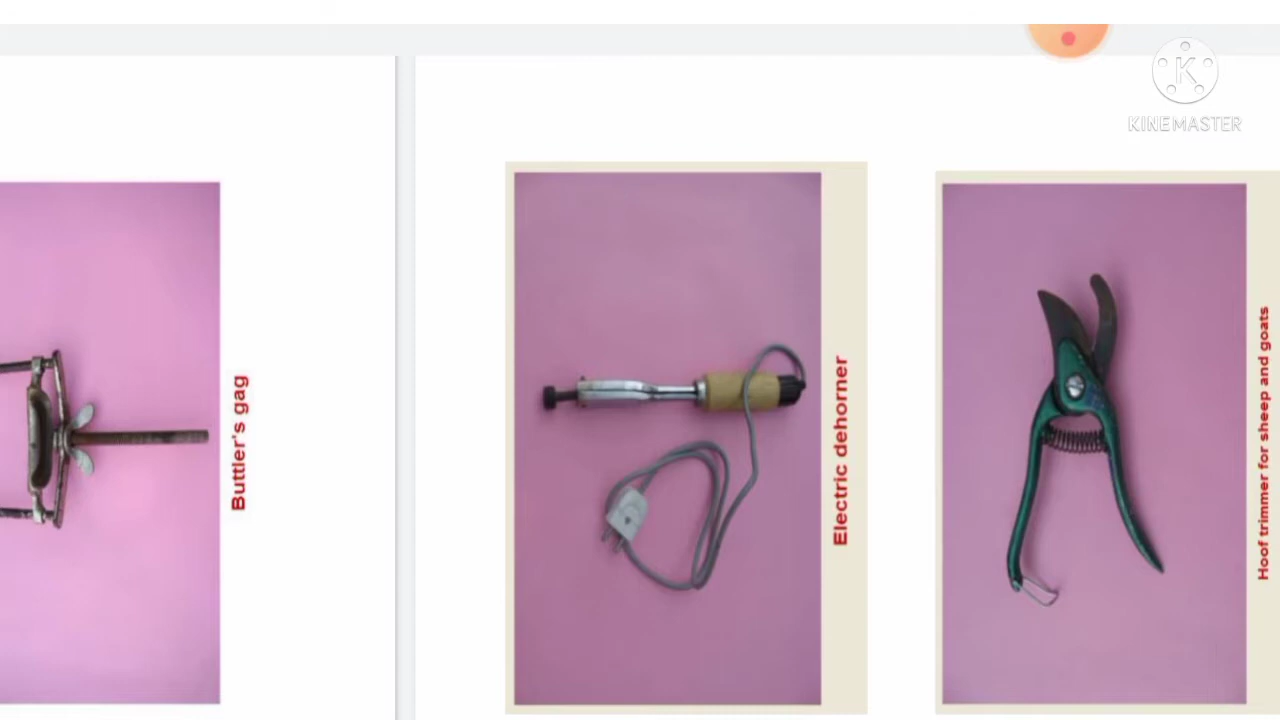 K
KINEMASTER
Buttler's gag
Electric dehorner
Hoof trimmer for sheep and goats